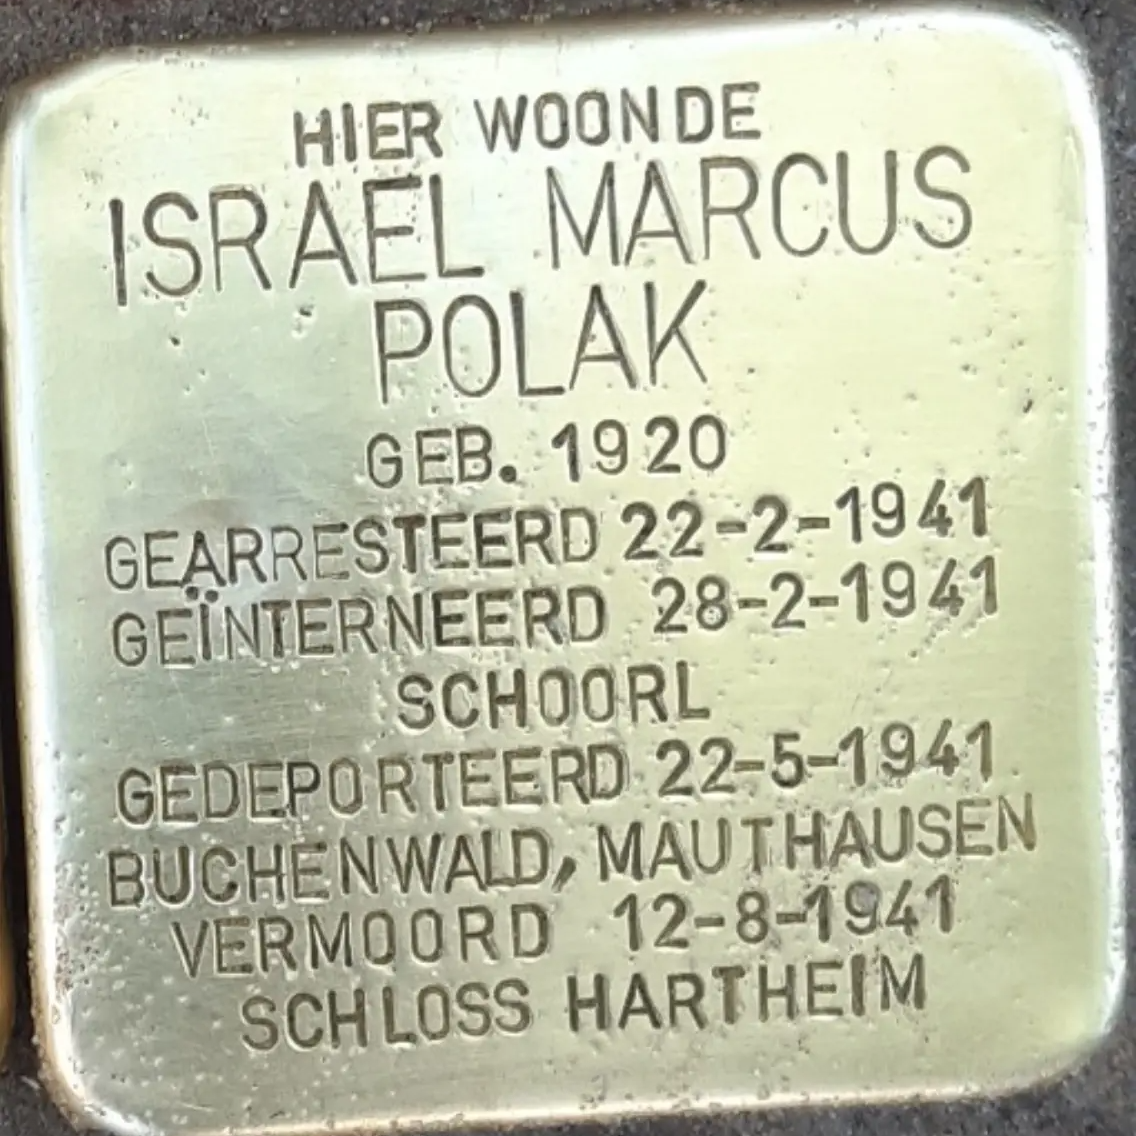 HIER WOONDE
ISRAEL MARCUS
POLAK
GEB. 1920
GEARRESTEERD 22-2-1941
GEÏNTERNEERD 28-2-1941
SCHOORL
GEDEPORTEERD 22-5-1941
BUCHENWALD, MAUTHAUSEN
VERMOORD 12-8-1941
SCHLOSS HARTHEIM